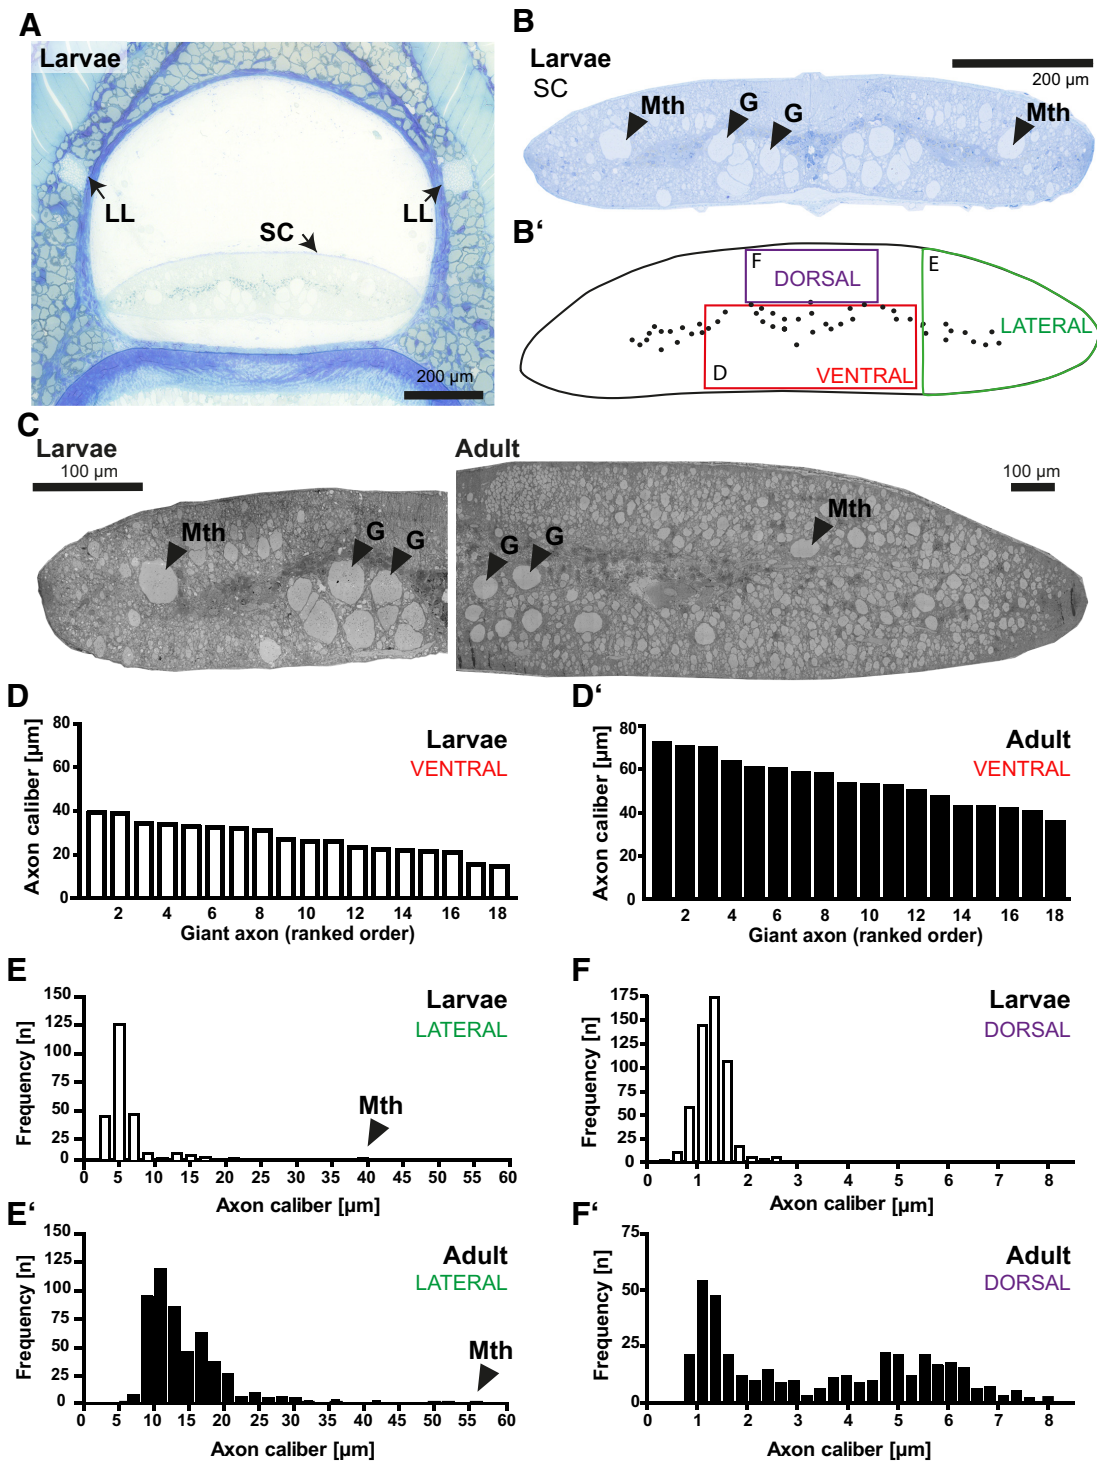 A
Larvae
LL
LL
SC
200 µm
B
Larvae
SC
200 µm
Mth
G
G
Mth
B‘
F
DORSAL
E
LATERAL
D
VENTRAL
C
Larvae
100 µm
Mth
G
G
Adult
100 µm
Mth
G
G
D
Larvae
VENTRAL
Axon caliber [µm]
80
60
40
20
0
2 4 6 8 10 12 14 16 18
Giant axon (ranked order)
D‘
Adult
VENTRAL
Axon caliber [µm]
80
60
40
20
0
2 4 6 8 10 12 14 16 18
Giant axon (ranked order)
E
Larvae
LATERAL
Frequency [n]
150
125
100
75
50
25
0
Mth
0 5 10 15 20 25 30 35 40 45 50 55 60
Axon caliber [µm]
F
Larvae
DORSAL
Frequency [n]
175
150
125
100
75
50
25
0
0 1 2 3 4 5 6 7 8
Axon caliber [µm]
E‘
Adult
LATERAL
Frequency [n]
150
125
100
75
50
25
0
Mth
0 5 10 15 20 25 30 35 40 45 50 55 60
Axon caliber [µm]
F‘
Adult
DORSAL
Frequency [n]
75
50
25
0
0 1 2 3 4 5 6 7 8
Axon caliber [µm]